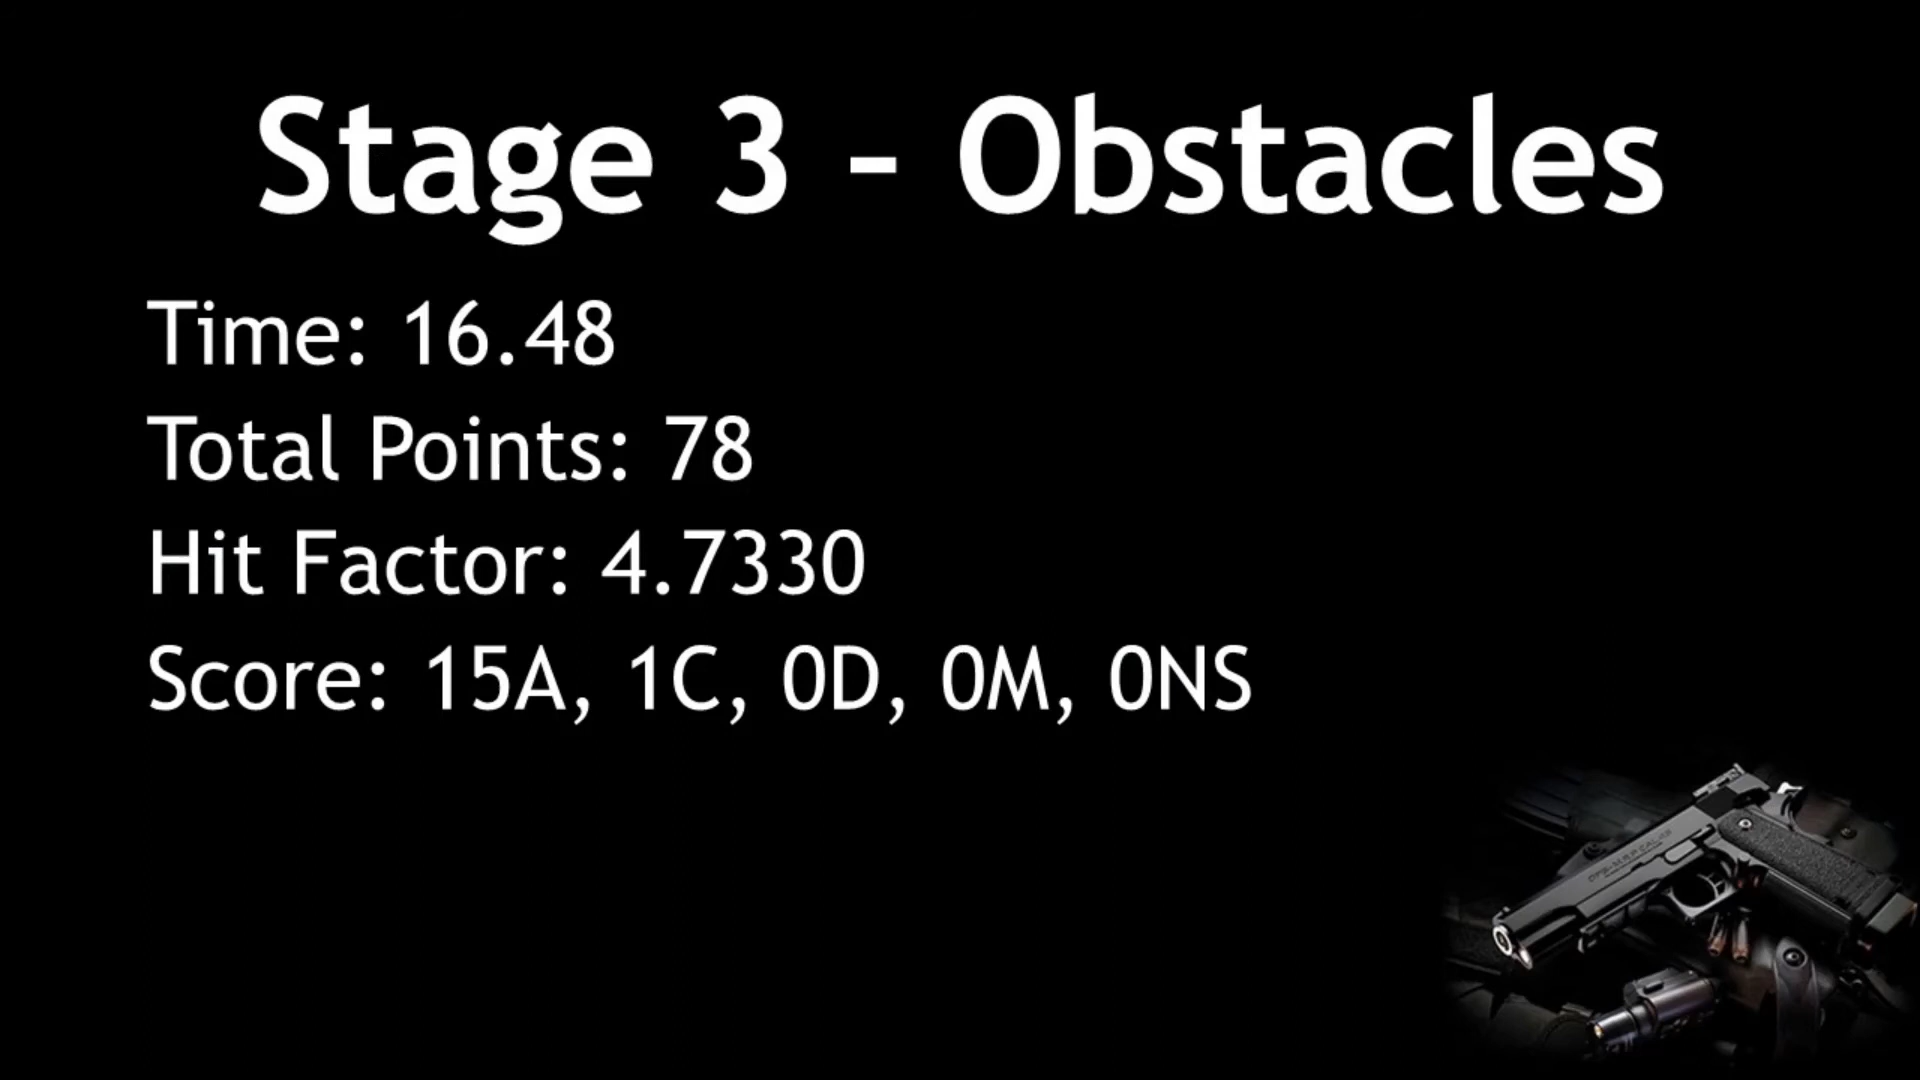 Stage 3 - Obstacles
Time: 16.48
Total Points: 78
Hit Factor: 4.7330
Score: 15A, 1C, 0D, 0M, 0NS